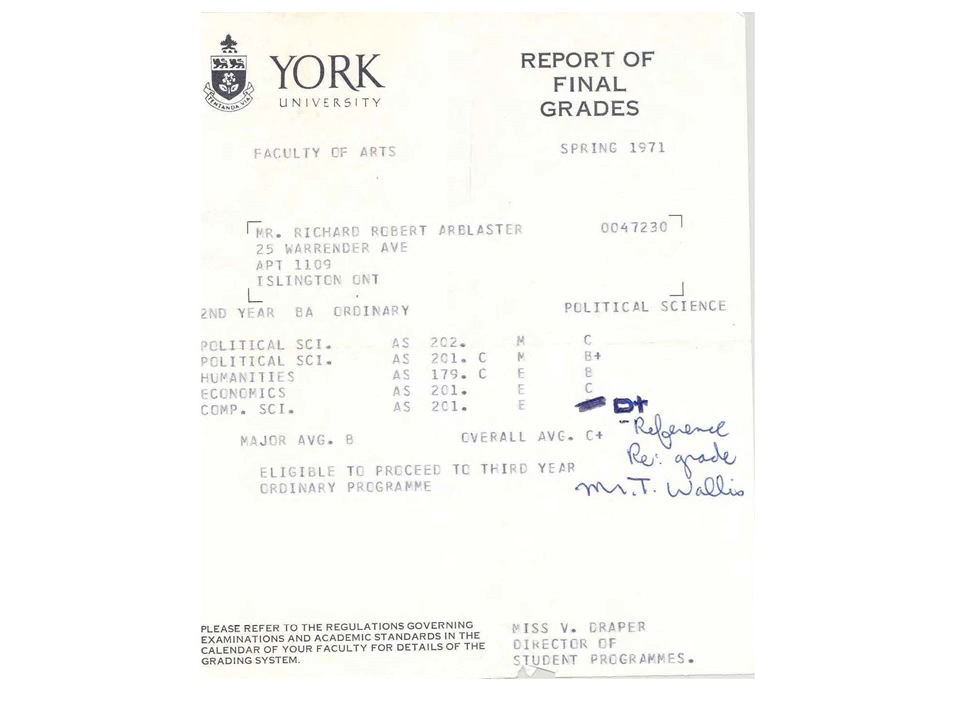 YORK
UNIVERSITY
TENTANDA VIA
REPORT OF
FINAL
GRADES
FACULTY OF ARTS
SPRING 1971
MR. RICHARD ROBERT ARBLASTER 0047230
25 WARRENDER AVE
APT 1109
ISLINGTON ONT
2ND YEAR BA ORDINARY POLITICAL SCIENCE
POLITICAL SCI. AS 202. M C
POLITICAL SCI. AS 201. C M B+
HUMANITIES AS 179. C E B
ECONOMICS AS 201. E C
COMP. SCI. AS 201. E D+
MAJOR AVG. B OVERALL AVG. C+
Reference
Re: grade
Mr. T. Wallis
ELIGIBLE TO PROCEED TO THIRD YEAR
ORDINARY PROGRAMME
PLEASE REFER TO THE REGULATIONS GOVERNING
EXAMINATIONS AND ACADEMIC STANDARDS IN THE
CALENDAR OF YOUR FACULTY FOR DETAILS OF THE
GRADING SYSTEM.
MISS V. DRAPER
DIRECTOR OF
STUDENT PROGRAMMES.